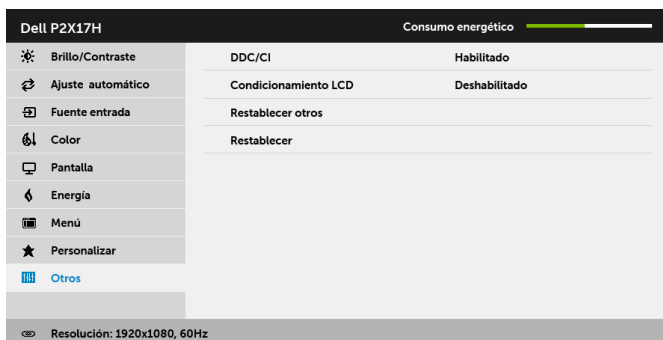 Dell P2X17H Consumo energético
Brillo/Contraste DDC/CI Habilitado
Ajuste automático Condicionamiento LCD Deshabilitado
Fuente entrada Restablecer otros
Color Restablecer
Pantalla
Energía
Menú
Personalizar
Otros
Resolución: 1920x1080, 60Hz